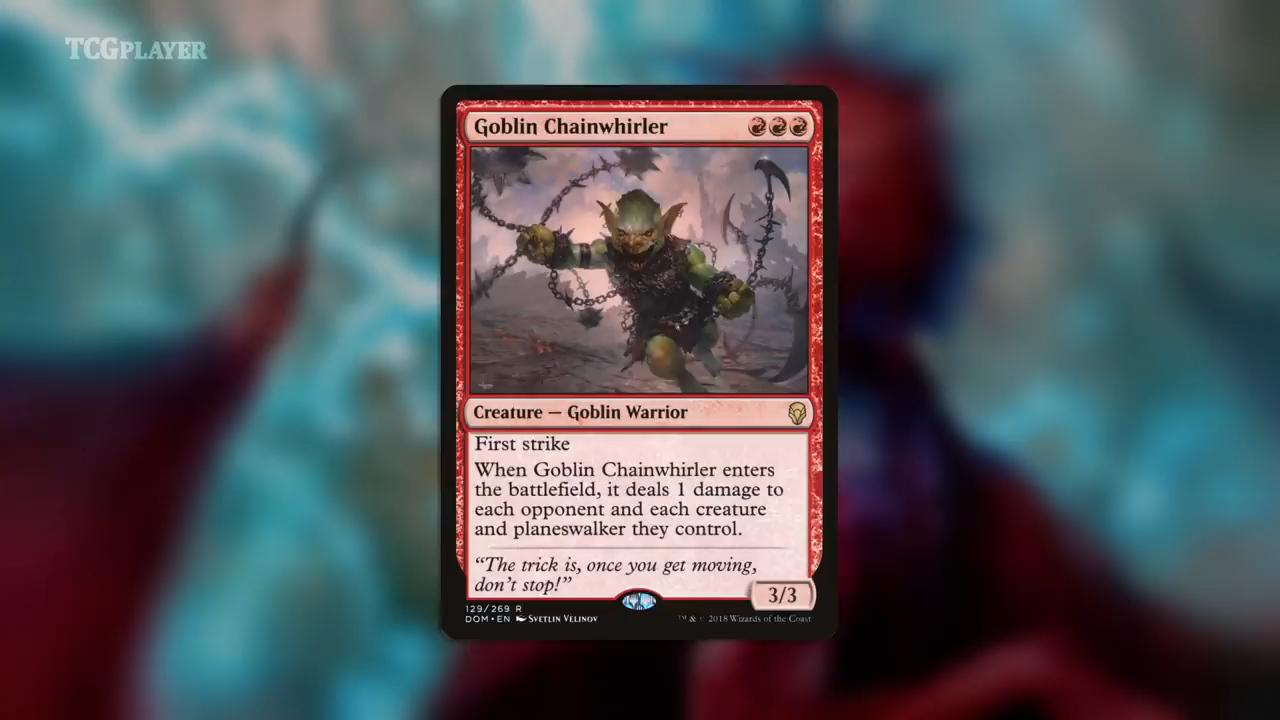 TCGPLAYER
Goblin Chainwhirler
Creature — Goblin Warrior
First strike
When Goblin Chainwhirler enters
the battlefield, it deals 1 damage to
each opponent and each creature
and planeswalker they control.
“The trick is, once you get moving,
don’t stop!”
3/3
129/269 R
DOM • EN Svetlin Velinov
™ & © 2018 Wizards of the Coast